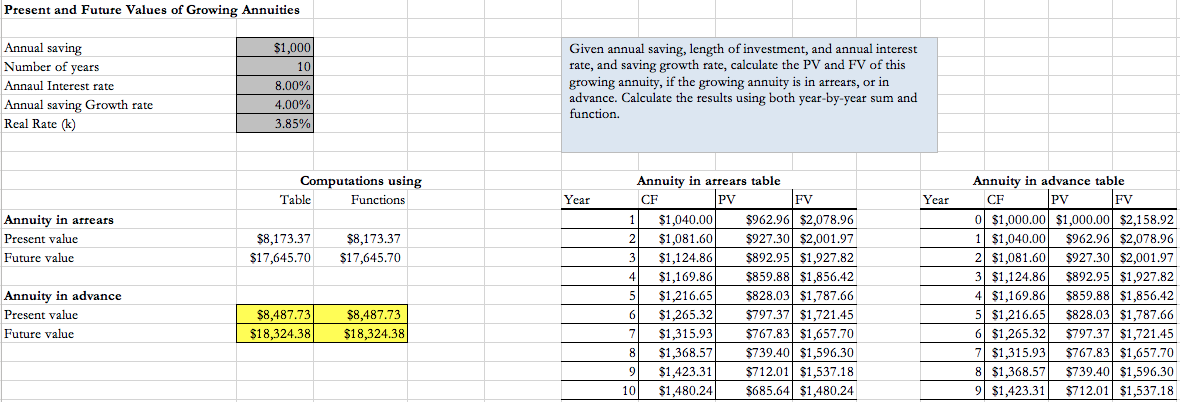 Present and Future Values of Growing Annuities
Annual saving $1,000
Number of years 10
Annaul Interest rate 8.00%
Annual saving Growth rate 4.00%
Real Rate (k) 3.85%
Given annual saving, length of investment, and annual interest
rate, and saving growth rate, calculate the PV and FV of this
growing annuity, if the growing annuity is in arrears, or in
advance. Calculate the results using both year-by-year sum and
function.
Computations using
Table Functions
Annuity in arrears
Present value $8,173.37 $8,173.37
Future value $17,645.70 $17,645.70
Annuity in advance
Present value $8,487.73 $8,487.73
Future value $18,324.38 $18,324.38
Annuity in arrears table
Year CF PV FV
1 $1,040.00 $962.96 $2,078.96
2 $1,081.60 $927.30 $2,001.97
3 $1,124.86 $892.95 $1,927.82
4 $1,169.86 $859.88 $1,856.42
5 $1,216.65 $828.03 $1,787.66
6 $1,265.32 $797.37 $1,721.45
7 $1,315.93 $767.83 $1,657.70
8 $1,368.57 $739.40 $1,596.30
9 $1,423.31 $712.01 $1,537.18
10 $1,480.24 $685.64 $1,480.24
Annuity in advance table
Year CF PV FV
0 $1,000.00 $1,000.00 $2,158.92
1 $1,040.00 $962.96 $2,078.96
2 $1,081.60 $927.30 $2,001.97
3 $1,124.86 $892.95 $1,927.82
4 $1,169.86 $859.88 $1,856.42
5 $1,216.65 $828.03 $1,787.66
6 $1,265.32 $797.37 $1,721.45
7 $1,315.93 $767.83 $1,657.70
8 $1,368.57 $739.40 $1,596.30
9 $1,423.31 $712.01 $1,537.18